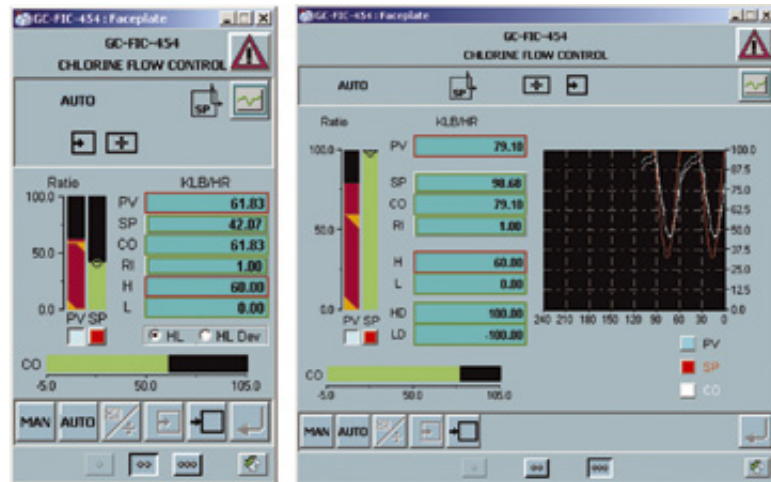 GC-FIC-454 : Faceplate
GC-FIC-454
CHLORINE FLOW CONTROL
AUTO
SP
Ratio KLB/HR
100.0
50.0
0.0
PV 61.83
SP 42.07
CO 61.83
RI 1.00
H 60.00
L 0.00
PV SP
HL HL Dev
CO
-5.0 50.0 105.0
MAN AUTO
GC-FIC-454 : Faceplate
GC-FIC-454
CHLORINE FLOW CONTROL
AUTO
SP
Ratio KLB/HR
100.0
50.0
0.0
PV 79.10
SP 98.60
CO 79.10
RI 1.00
H 60.00
L 0.00
HD 100.00
LD -100.00
PV SP
CO
-5.0 50.0 105.0
100.0
87.5
75.0
62.5
50.0
37.5
25.0
12.5
0.0
240 210 180 150 120 90 60 30 0
PV
SP
CO
MAN AUTO